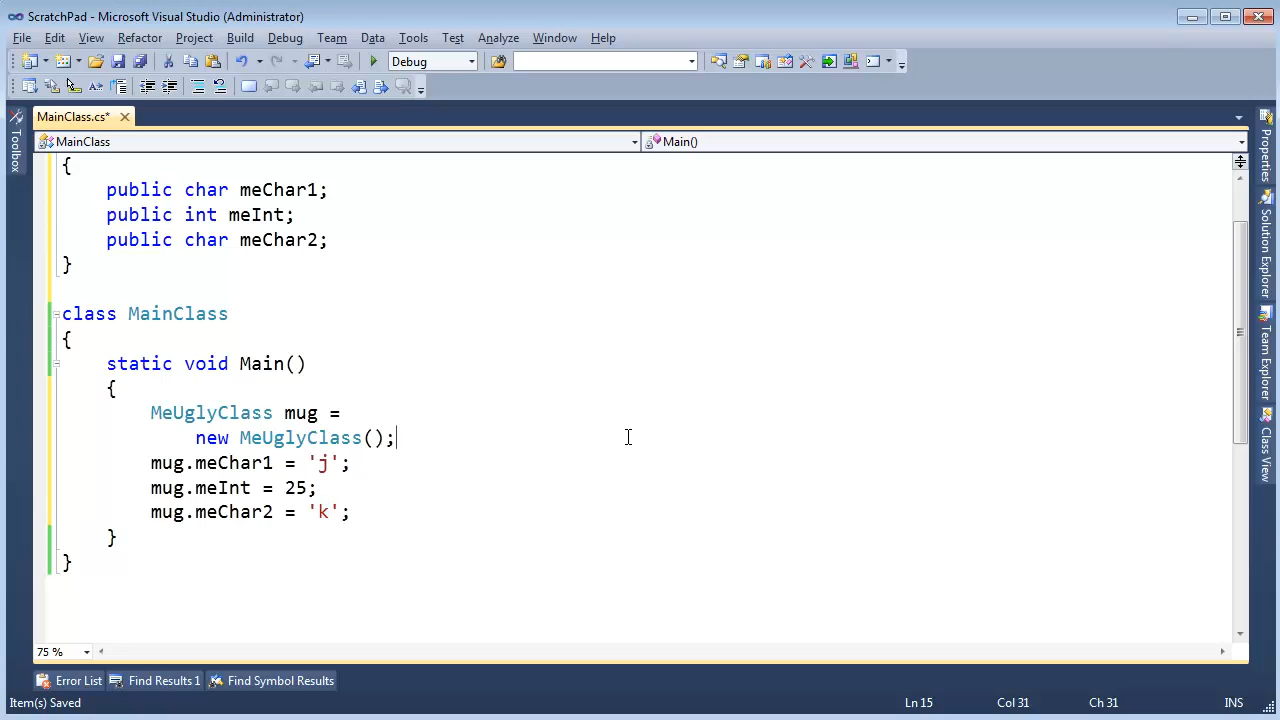 ScratchPad - Microsoft Visual Studio (Administrator)
File Edit View Refactor Project Build Debug Team Data Tools Test Analyze Window Help
Debug
MainClass.cs*
MainClass Main()
Toolbox
Properties
Solution Explorer
Team Explorer
Class View
{
public char meChar1;
public int meInt;
public char meChar2;
}
class MainClass
{
static void Main()
{
MeUglyClass mug =
new MeUglyClass();
mug.meChar1 = 'j';
mug.meInt = 25;
mug.meChar2 = 'k';
}
}
75 %
Error List Find Results 1 Find Symbol Results
Item(s) Saved Ln 15 Col 31 Ch 31 INS